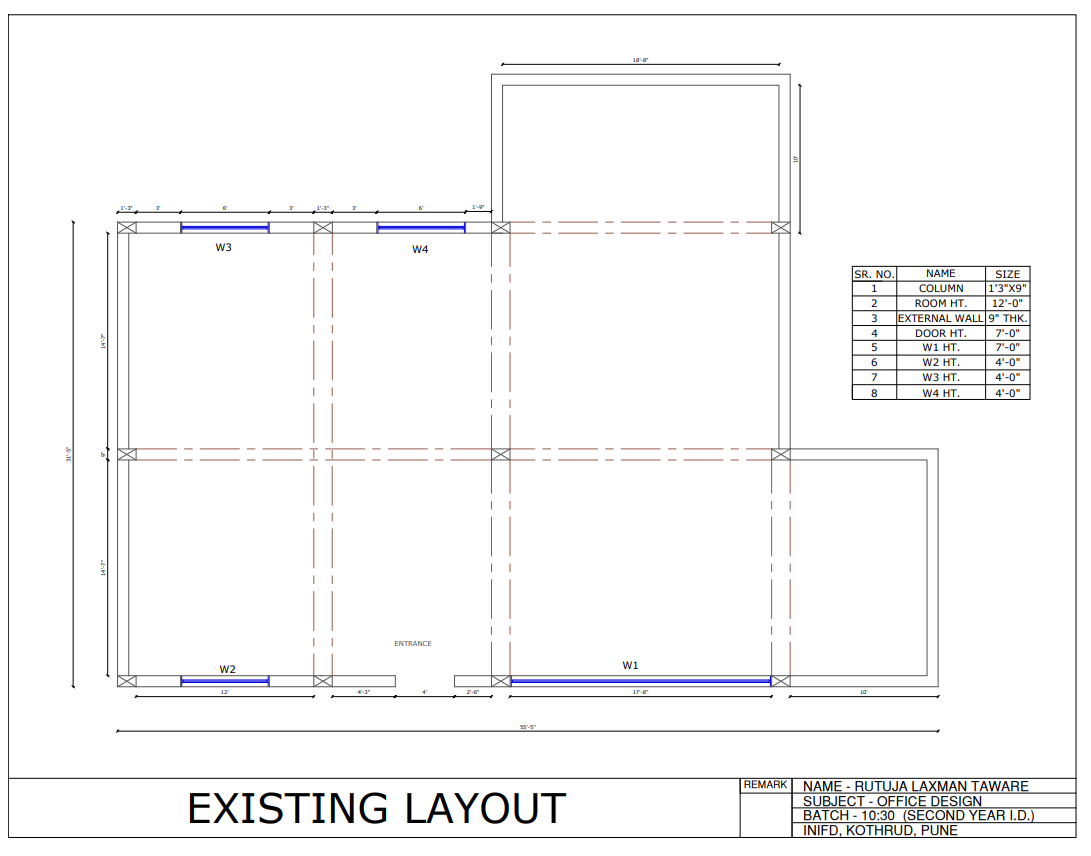 18'-8"
10'
1'-3" 3' 6' 3' 1'-3" 3' 6' 1'-9"
W3 W4
SR. NO. NAME SIZE
1 COLUMN 1'3"X9"
2 ROOM HT. 12'-0"
3 EXTERNAL WALL 9" THK.
4 DOOR HT. 7'-0"
5 W1 HT. 7'-0"
6 W2 HT. 4'-0"
7 W3 HT. 4'-0"
8 W4 HT. 4'-0"
14'-7"
31'-5"
9"
14'-7"
ENTRANCE
W2 W1
12' 4'-3" 4' 2'-6" 17'-8" 10'
55'-5"
EXISTING LAYOUT
REMARK
NAME - RUTUJA LAXMAN TAWARE
SUBJECT - OFFICE DESIGN
BATCH - 10:30 (SECOND YEAR I.D.)
INIFD, KOTHRUD, PUNE